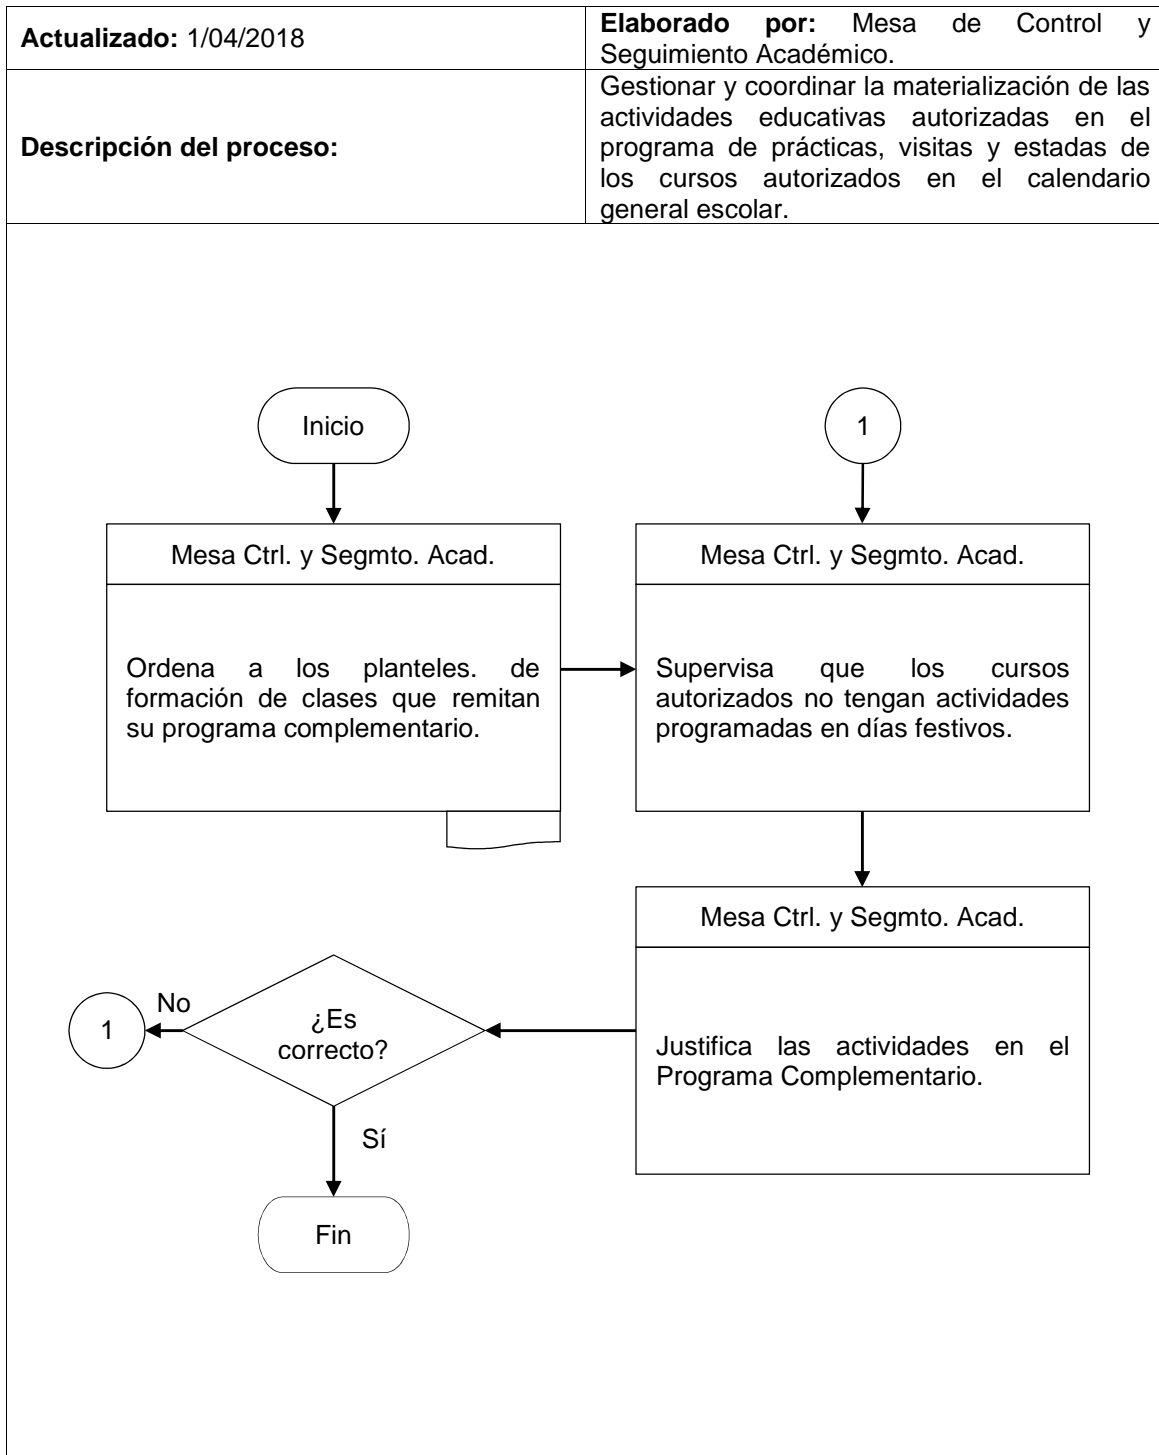 Actualizado: 1/04/2018
Elaborado por: Mesa de Control y
Seguimiento Académico.
Descripción del proceso:
Gestionar y coordinar la materialización de las
actividades educativas autorizadas en el
programa de prácticas, visitas y estadas de
los cursos autorizados en el calendario
general escolar.
Inicio
1
Mesa Ctrl. y Segmto. Acad.
Ordena a los planteles. de
formación de clases que remitan
su programa complementario.
Mesa Ctrl. y Segmto. Acad.
Supervisa que los cursos
autorizados no tengan actividades
programadas en días festivos.
Mesa Ctrl. y Segmto. Acad.
Justifica las actividades en el
Programa Complementario.
¿Es
correcto?
No
1
Sí
Fin